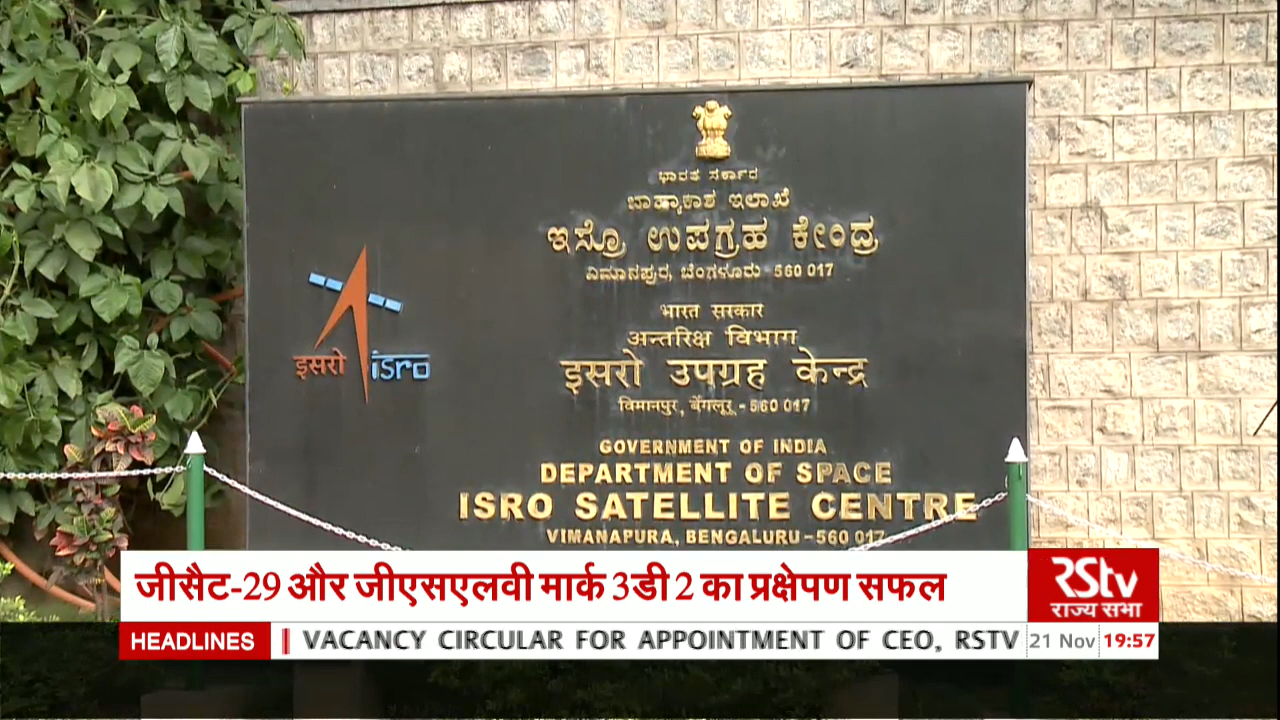 ಭಾರತ ಸರ್ಕಾರ
ಬಾಹ್ಯಾಕಾಶ ಇಲಾಖೆ
ಇಸ್ರೊ ಉಪಗ್ರಹ ಕೇಂದ್ರ
ವಿಮಾನಪುರ, ಬೆಂಗಳೂರು 560 017
भारत सरकार
अन्तरिक्ष विभाग
इसरो उपग्रह केन्द्र
विमानपुर, बेंगलूरू - 560 017
इसरो isro
GOVERNMENT OF INDIA
DEPARTMENT OF SPACE
ISRO SATELLITE CENTRE
VIMANAPURA, BENGALURU - 560 017
जीसैट-29 और जीएसएलवी मार्क 3डी 2 का प्रक्षेपण सफल
RStv
राज्य सभा
HEADLINES VACANCY CIRCULAR FOR APPOINTMENT OF CEO, RSTV 21 Nov 19:57